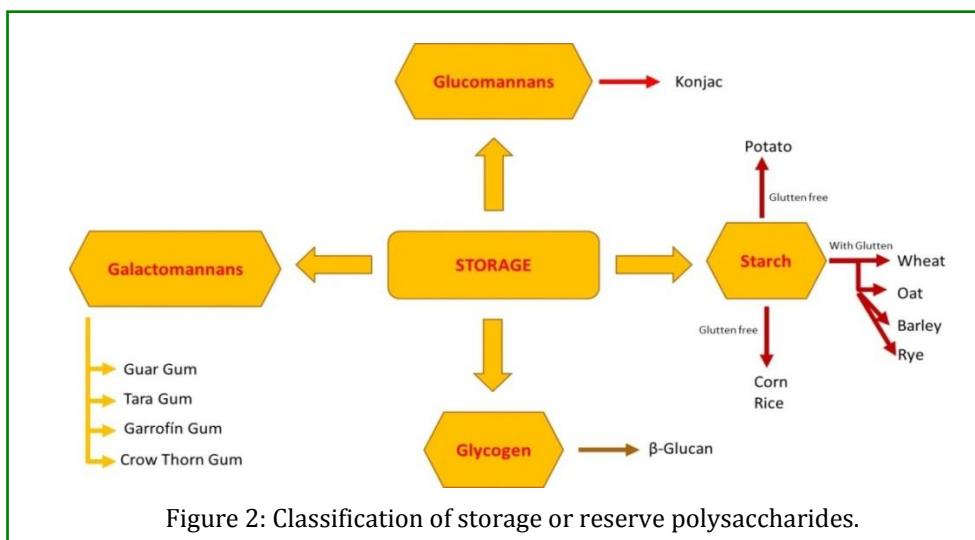 Glucomannans
Konjac
Potato
Glutten free
Galactomannans
STORAGE
Starch
With Glutten
Wheat
Oat
Barley
Rye
Glutten free
Corn
Rice
Guar Gum
Tara Gum
Garrofín Gum
Crow Thorn Gum
Glycogen
β-Glucan
Figure 2: Classification of storage or reserve polysaccharides.